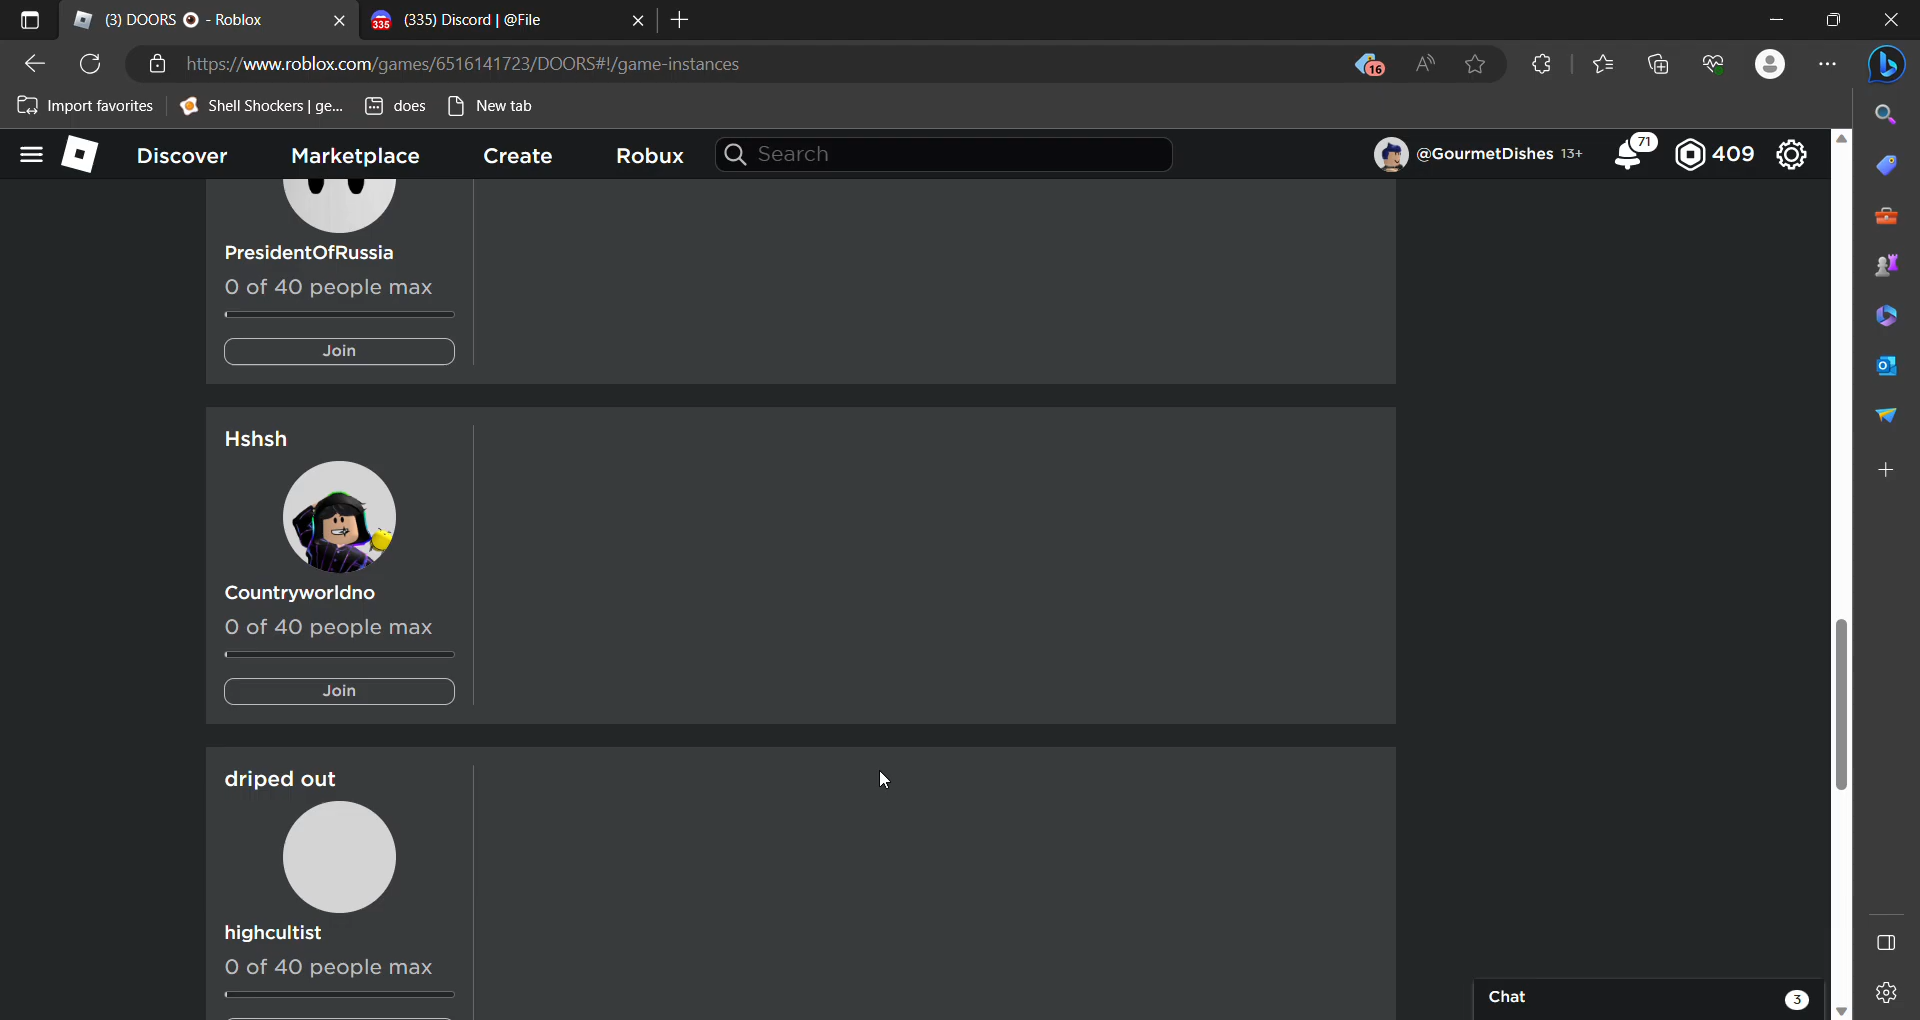 (3) DOORS 👁 - Roblox
335
(335) Discord | @File
https://www.roblox.com/games/6516141723/DOORS#!/game-instances
16
Import favorites
Shell Shockers | ge...
does
New tab
Discover
Marketplace
Create
Robux
Search
@GourmetDishes 13+
71
409
PresidentOfRussia
0 of 40 people max
Join
Hshsh
Countryworldno
0 of 40 people max
Join
driped out
highcultist
0 of 40 people max
Chat
3